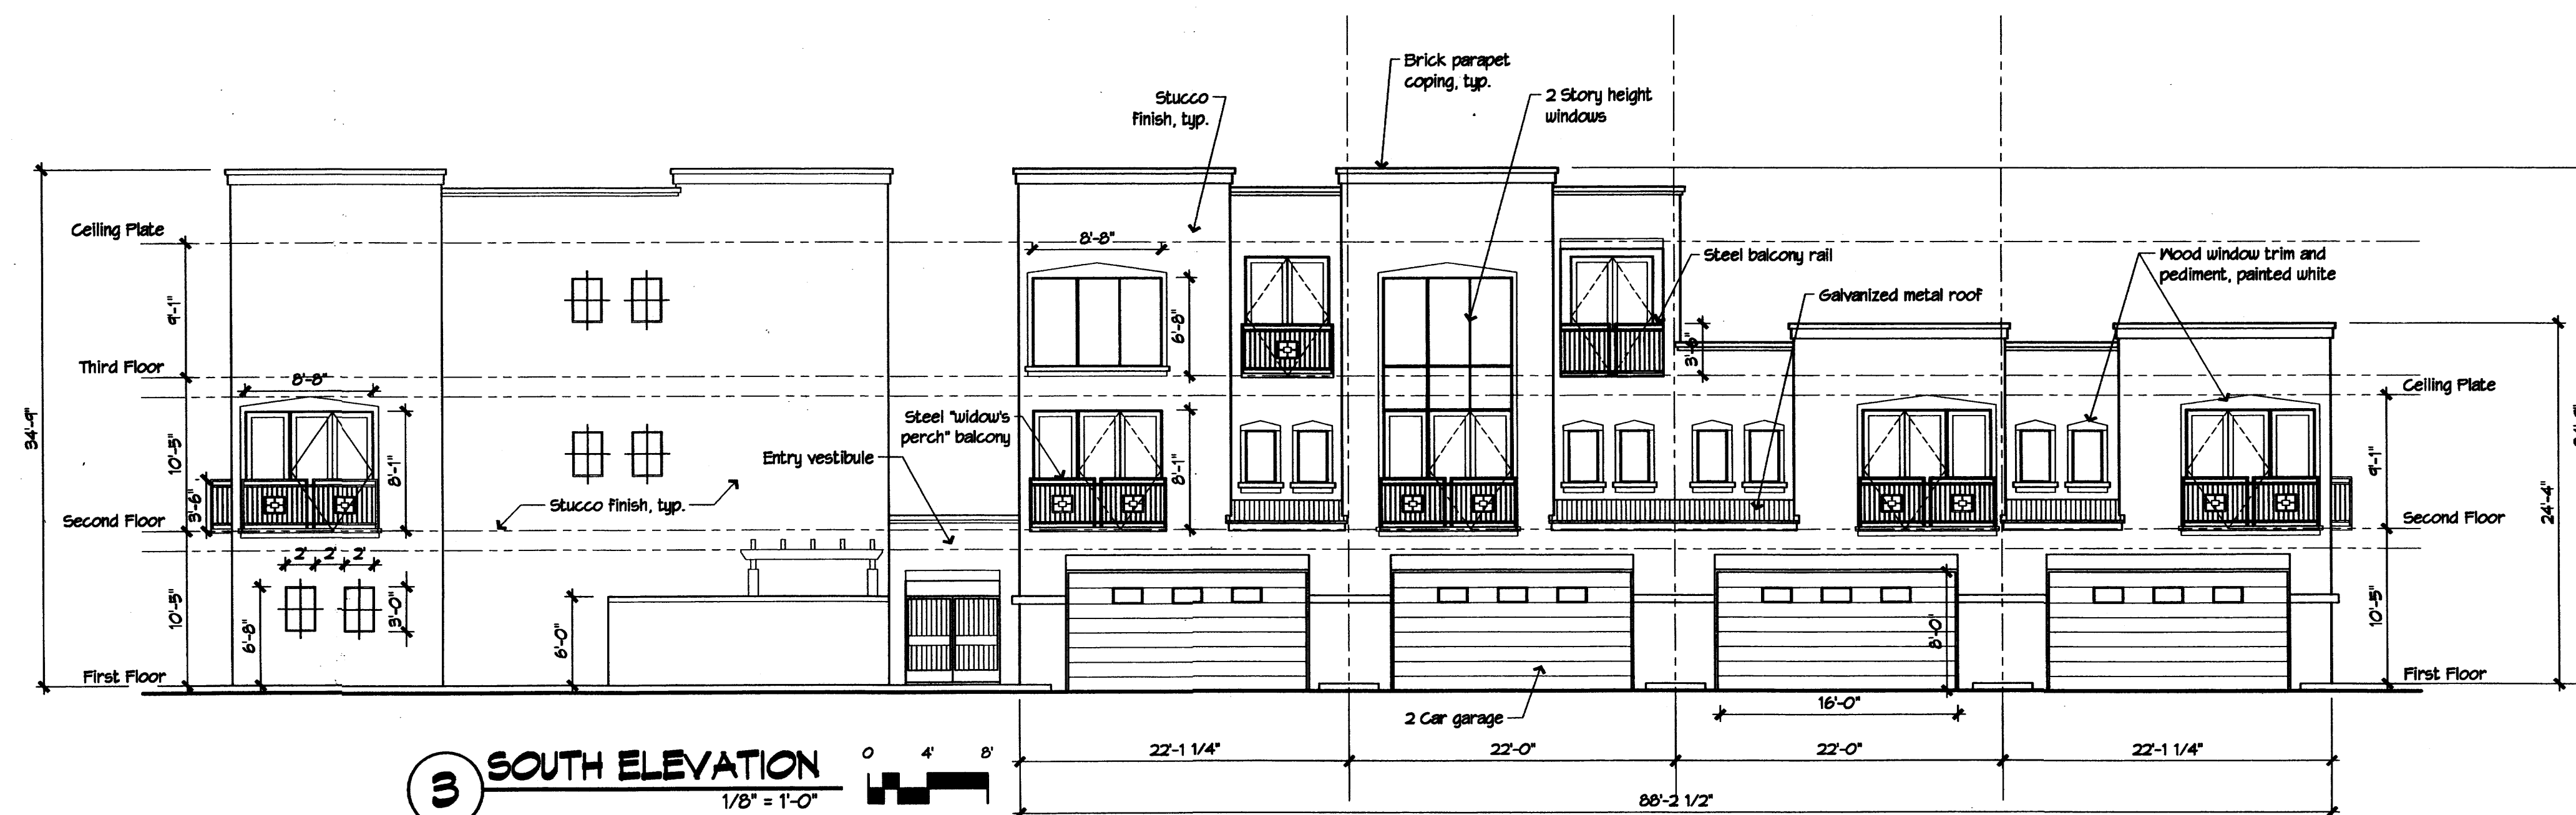 Brick parapet
coping, typ.
Stucco
finish, typ.
2 Story height
windows
Ceiling Plate
8'-8"
Steel balcony rail
Wood window trim and
pediment, painted white
Galvanized metal roof
9'-1"
6'-8"
3'-6"
Third Floor
8'-8"
Ceiling Plate
34'-9"
Steel "widow's
perch" balcony
Entry vestibule
10'-5"
8'-1"
8'-1"
9'-1"
3'-6"
Stucco finish, typ.
Second Floor
Second Floor
24'-4"
2' 2' 2'
10'-5"
6'-8"
3'-0"
6'-0"
8'-0"
10'-5"
First Floor
First Floor
16'-0"
2 Car garage
3
SOUTH ELEVATION
1/8" = 1'-0"
0 4' 8'
22'-1 1/4"
22'-0"
22'-0"
22'-1 1/4"
88'-2 1/2"